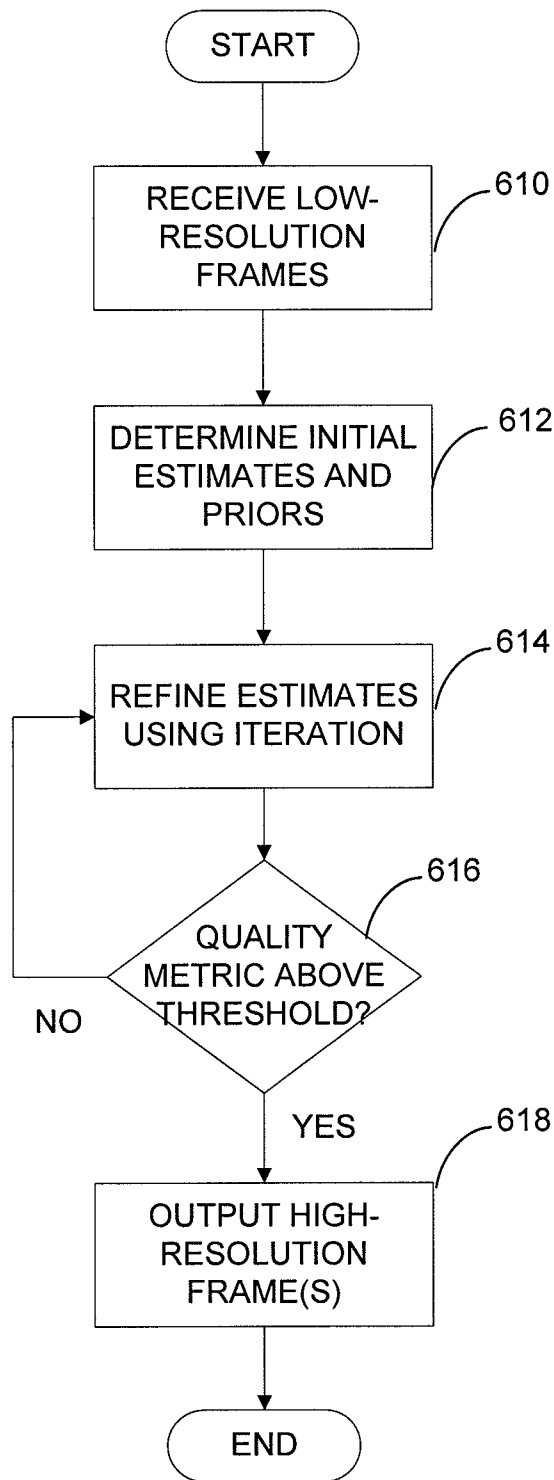 START
RECEIVE LOW-
RESOLUTION
FRAMES
610
DETERMINE INITIAL
ESTIMATES AND
PRIORS
612
REFINE ESTIMATES
USING ITERATION
614
QUALITY
METRIC ABOVE
THRESHOLD?
616
NO
YES
OUTPUT HIGH-
RESOLUTION
FRAME(S)
618
END